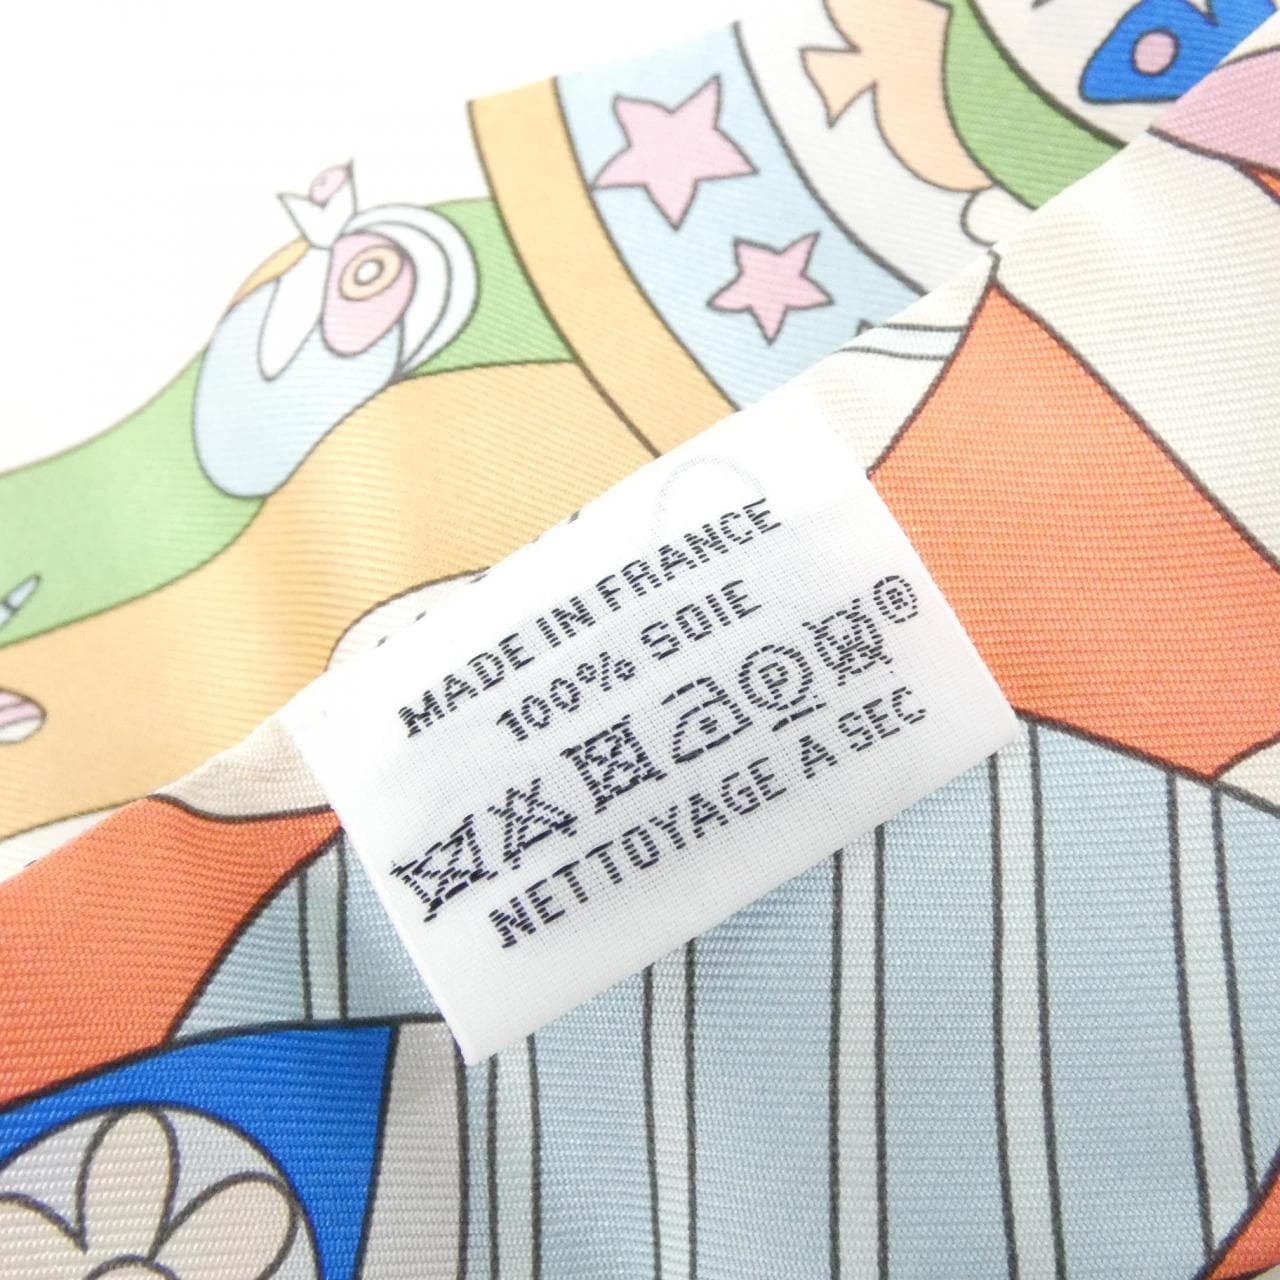 MADE IN FRANCE
100% SOIE
P ®
NETTOYAGE A SEC